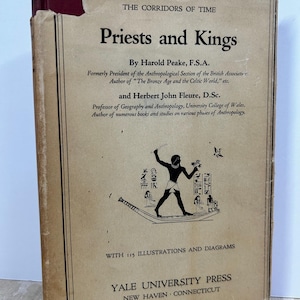 THE CORRIDORS OF TIME
Priests and Kings
By Harold Peake, F.S.A.
Formerly President of the Anthropological Section of the British Association
Author of "The Bronze Age and the Celtic World," etc.
and Herbert John Fleure, D.Sc.
Professor of Geography and Anthropology, University College of Wales,
Author of numerous books and studies on various phases of Anthropology.
WITH 115 ILLUSTRATIONS AND DIAGRAMS
YALE UNIVERSITY PRESS
NEW HAVEN · CONNECTICUT